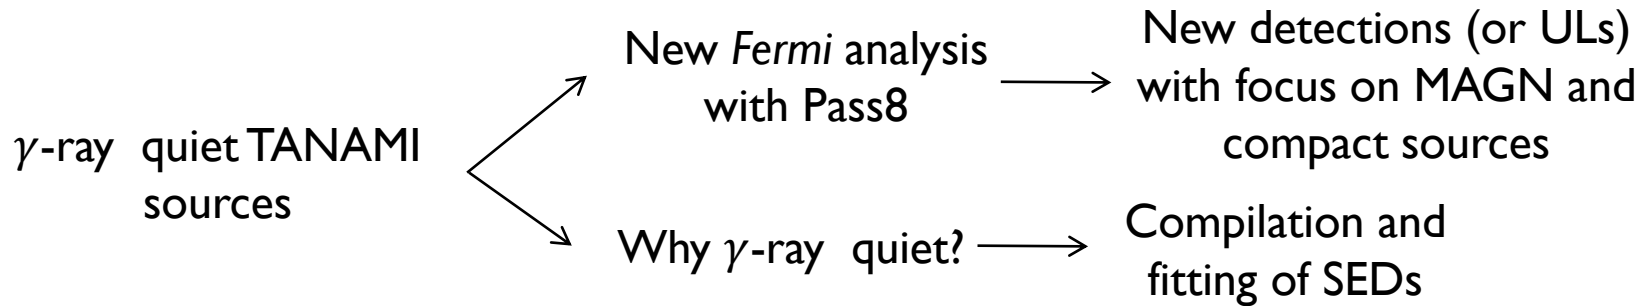 γ-ray quiet TANAMI
sources
New Fermi analysis
with Pass8
New detections (or ULs)
with focus on MAGN and
compact sources
Why γ-ray quiet?
Compilation and
fitting of SEDs